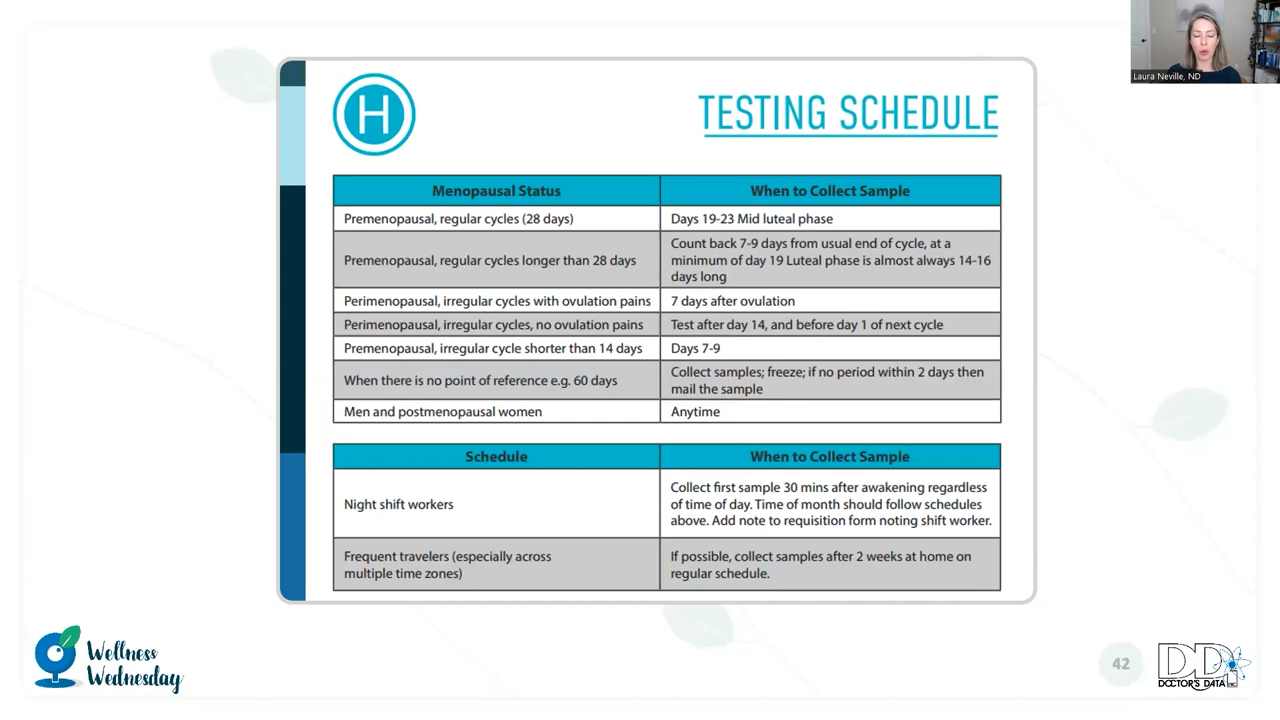 Laura Neville, ND
H
TESTING SCHEDULE
Menopausal Status
When to Collect Sample
Premenopausal, regular cycles (28 days)
Days 19-23 Mid luteal phase
Premenopausal, regular cycles longer than 28 days
Count back 7-9 days from usual end of cycle, at a
minimum of day 19 Luteal phase is almost always 14-16
days long
Perimenopausal, irregular cycles with ovulation pains
7 days after ovulation
Perimenopausal, irregular cycles, no ovulation pains
Test after day 14, and before day 1 of next cycle
Premenopausal, irregular cycle shorter than 14 days
Days 7-9
When there is no point of reference e.g. 60 days
Collect samples; freeze; if no period within 2 days then
mail the sample
Men and postmenopausal women
Anytime
Schedule
When to Collect Sample
Night shift workers
Collect first sample 30 mins after awakening regardless
of time of day. Time of month should follow schedules
above. Add note to requisition form noting shift worker.
Frequent travelers (especially across
multiple time zones)
If possible, collect samples after 2 weeks at home on
regular schedule.
Wellness
Wednesday
42
DDI
DOCTOR'S DATA INC.